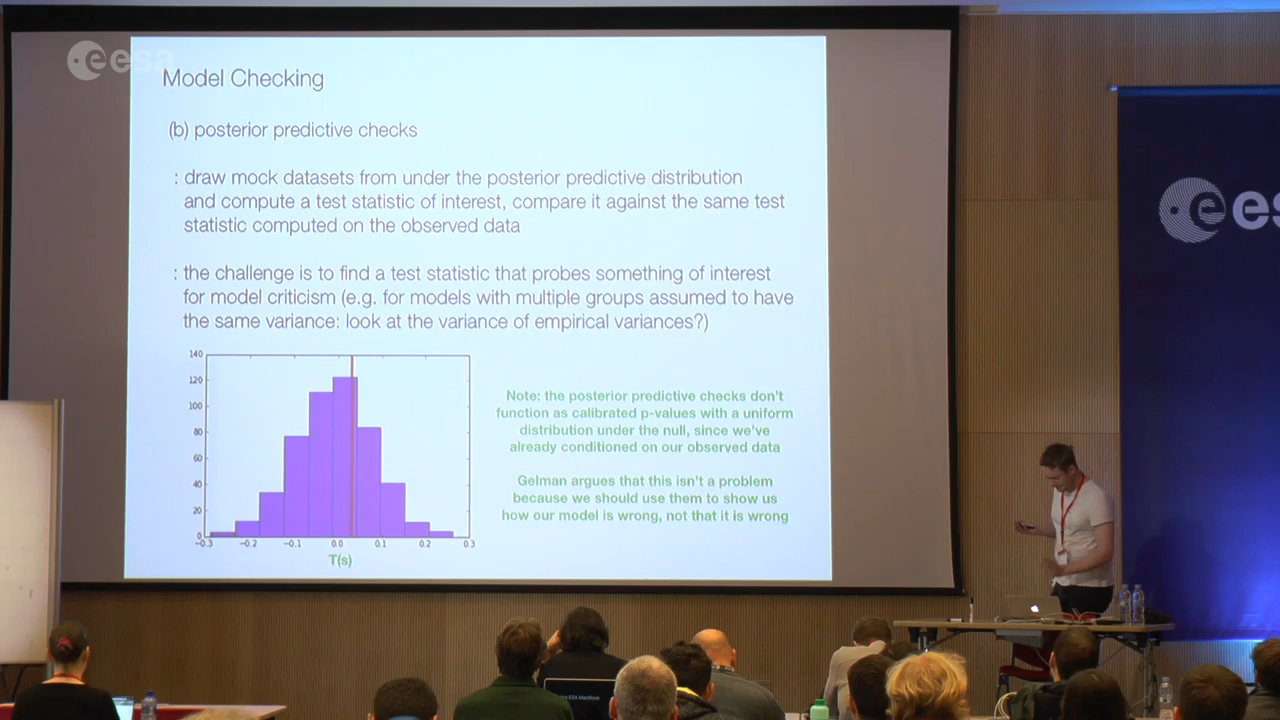 esa
Model Checking
(b) posterior predictive checks
: draw mock datasets from under the posterior predictive distribution
and compute a test statistic of interest, compare it against the same test
statistic computed on the observed data
: the challenge is to find a test statistic that probes something of interest
for model criticism (e.g. for models with multiple groups assumed to have
the same variance: look at the variance of empirical variances?)
140
120
100
80
60
40
20
0
−0.3 −0.2 −0.1 0.0 0.1 0.2 0.3
T(s)
Note: the posterior predictive checks don't
function as calibrated p-values with a uniform
distribution under the null, since we've
already conditioned on our observed data
Gelman argues that this isn't a problem
because we should use them to show us
how our model is wrong, not that it is wrong
es